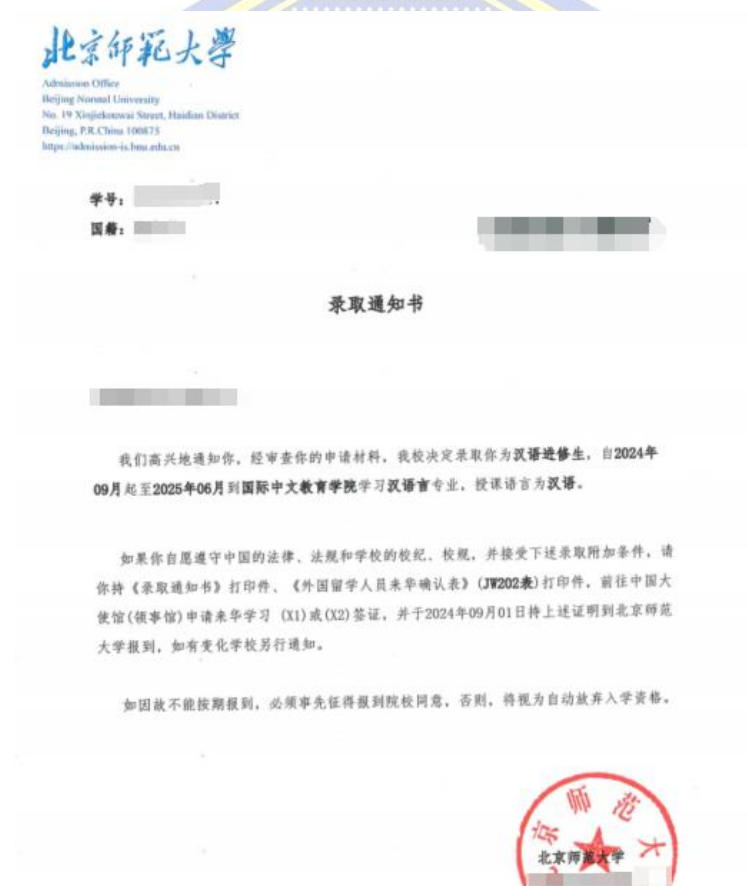 北京师范大學
Admission Office
Beijing Normal University
No. 19 Xinjiekouwai Street, Haidian District
Beijing, P.R.China 100875
https://admission-is.bnu.edu.cn
学号：
国籍：
录取通知书
我们高兴地通知你，经审查你的申请材料，我校决定录取你为汉语进修生，自2024年
09月起至2025年06月到国际中文教育学院学习汉语言专业，授课语言为汉语。
如果你自愿遵守中国的法律、法规和学校的校纪、校规，并接受下述录取附加条件，请
你持《录取通知书》打印件、《外国留学人员来华确认表》(JW202表)打印件，前往中国大
使馆(领事馆)申请来华学习 (X1)或(X2)签证，并于2024年09月01日持上述证明到北京师范
大学报到，如有变化学校另行通知。
如因故不能按期报到，必须事先征得报到院校同意，否则，将视为自动放弃入学资格。
京师范大
北京师范大学